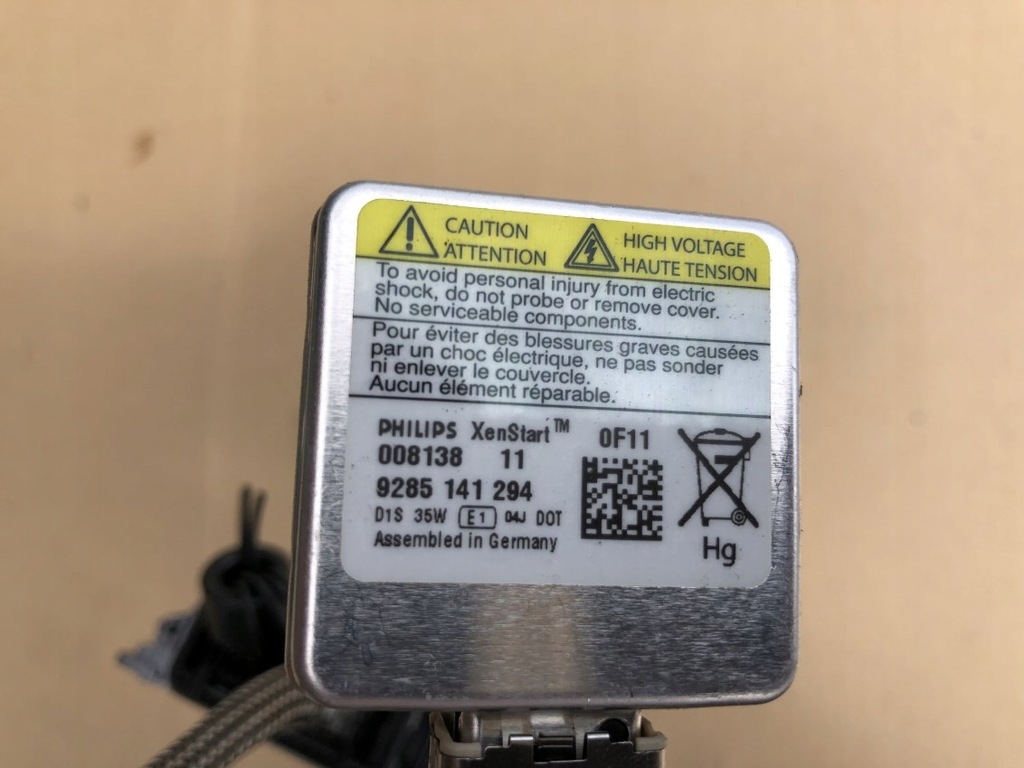 CAUTION
ATTENTION
HIGH VOLTAGE
HAUTE TENSION
To avoid personal injury from electric
shock, do not probe or remove cover.
No serviceable components.
Pour éviter des blessures graves causées
par un choc électrique, ne pas sonder
ni enlever le couvercle.
Aucun élément réparable.
PHILIPS XenStart™ 0F11
008138 11
9285 141 294
D1S 35W E1 04J DOT
Assembled in Germany
Hg